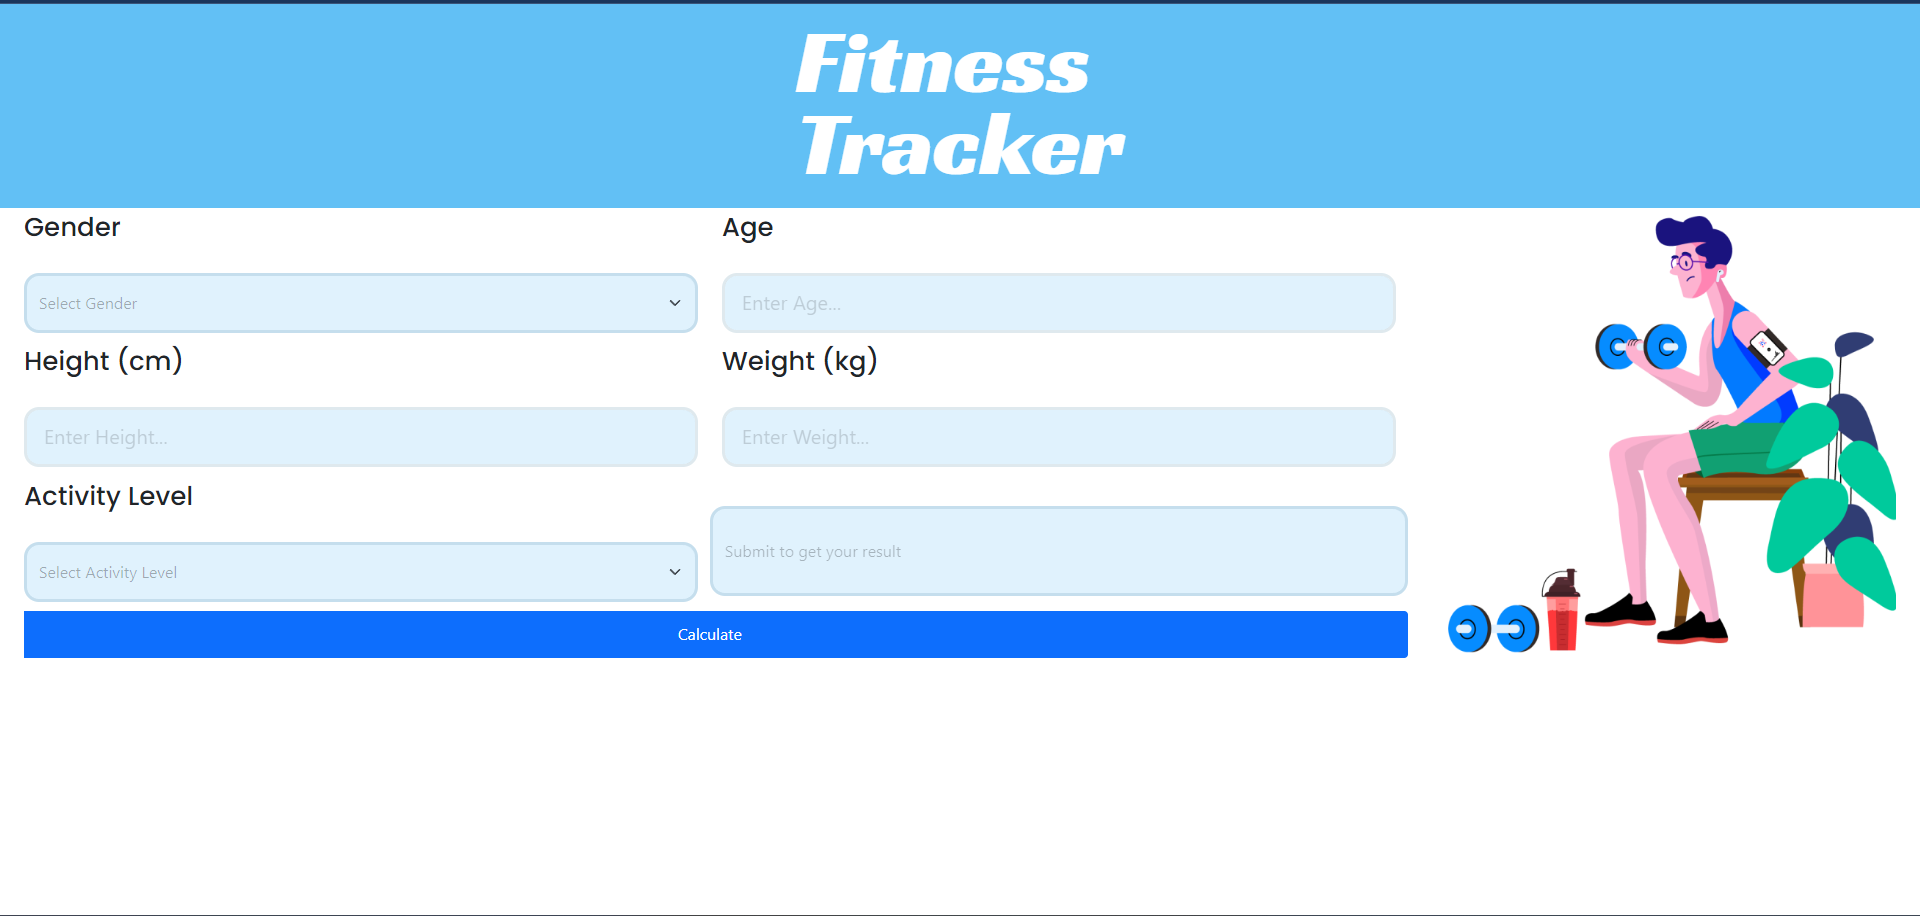 Fitness
Tracker
Gender
Age
Select Gender
Enter Age...
Height (cm)
Weight (kg)
Enter Height...
Enter Weight...
Activity Level
Submit to get your result
Select Activity Level
Calculate